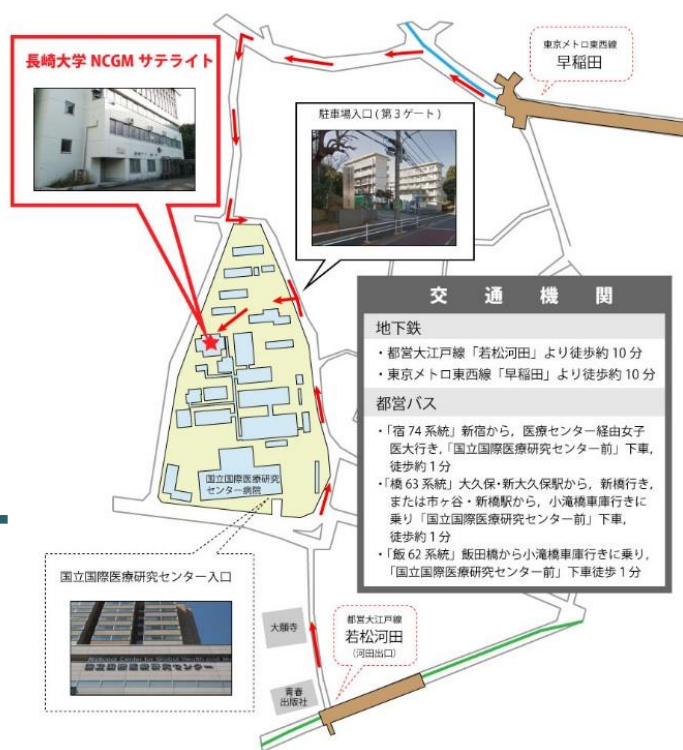 長崎大学 NCGM サテライト
東京メトロ東西線
早稲田
駐車場入口 ( 第 3 ゲート )
交 通 機 関
地下鉄
・都営大江戸線「若松河田」より徒歩約 10 分
・東京メトロ東西線「早稲田」より徒歩約 10 分
都営バス
・「宿 74 系統」新宿から，医療センター経由女子
医大行き，「国立国際医療研究センター前」下車，
徒歩約 1 分
・「橋 63 系統」大久保・新大久保駅から，新橋行き，
または市ヶ谷・新橋駅から，小滝橋車庫行きに
乗り「国立国際医療研究センター前」下車，
徒歩約 1 分
・「飯 62 系統」飯田橋から小滝橋車庫行きに乗り，
「国立国際医療研究センター前」下車徒歩 1 分
国立国際医療研究
センター病院
国立国際医療研究センター入口
大願寺
都営大江戸線
若松河田
（河田出口）
青春
出版社